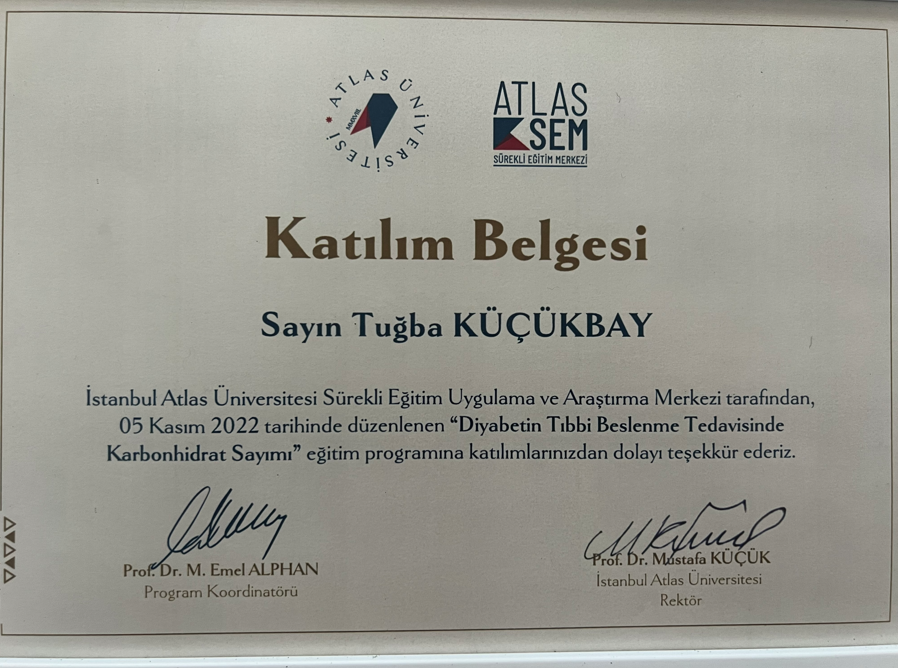 ATLAS ÜNİVERSİTESİ
MMXVIII
ATLAS
SEM
SÜREKLİ EĞİTİM MERKEZİ
Katılım Belgesi
Sayın Tuğba KÜÇÜKBAY
İstanbul Atlas Üniversitesi Sürekli Eğitim Uygulama ve Araştırma Merkezi tarafından,
05 Kasım 2022 tarihinde düzenlenen “Diyabetin Tıbbi Beslenme Tedavisinde
Karbonhidrat Sayımı” eğitim programına katılımlarınızdan dolayı teşekkür ederiz.
Prof. Dr. M. Emel ALPHAN
Program Koordinatörü
Prof. Dr. Mustafa KÜÇÜK
İstanbul Atlas Üniversitesi
Rektör